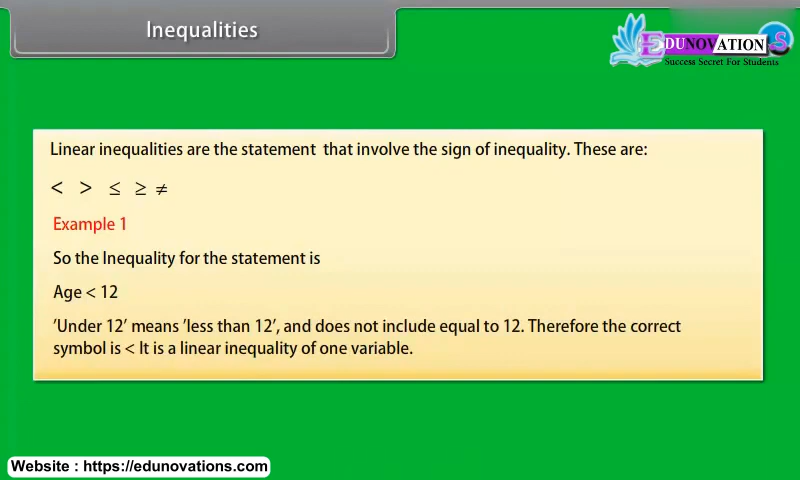 Inequalities
EDUNOVATION.S
Success Secret For Students
Linear inequalities are the statement that involve the sign of inequality. These are:
< > ≤ ≥ ≠
Example 1
So the Inequality for the statement is
Age < 12
'Under 12' means 'less than 12', and does not include equal to 12. Therefore the correct
symbol is < It is a linear inequality of one variable.
Website : https://edunovations.com